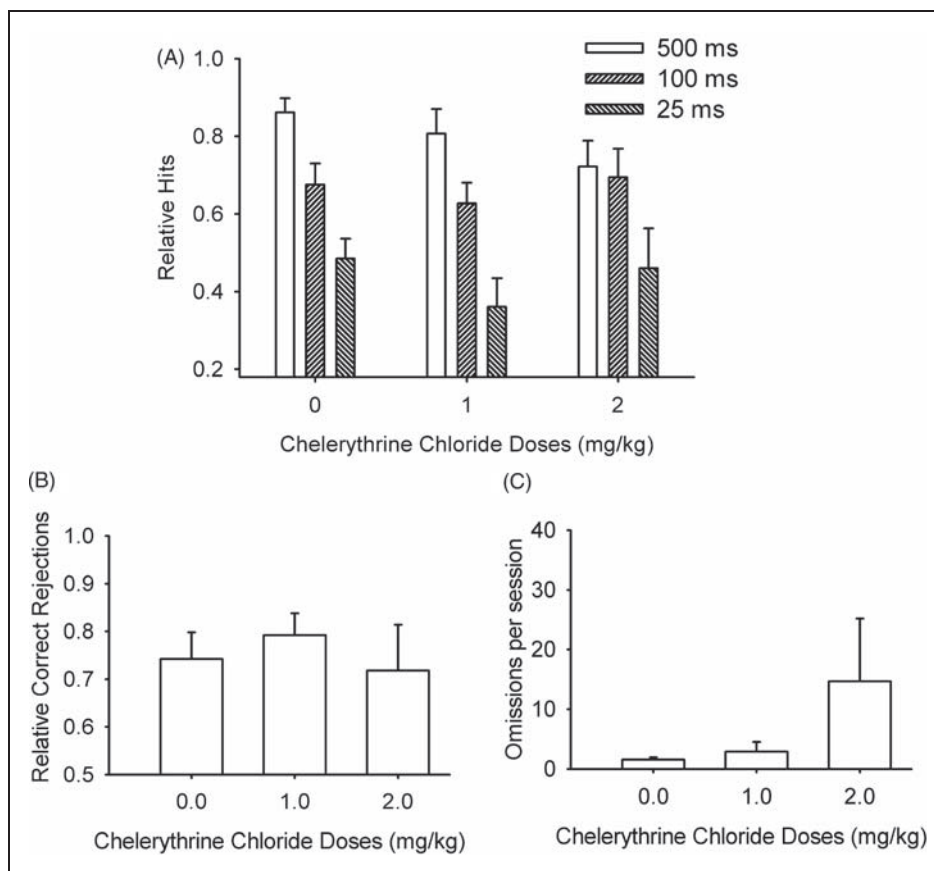 (A)
1.0
0.8
0.6
0.4
0.2
Relative Hits
500 ms
100 ms
25 ms
0 1 2
Chelerythrine Chloride Doses (mg/kg)
(B)
1.0
0.9
0.8
0.7
0.6
0.5
Relative Correct Rejections
0.0 1.0 2.0
Chelerythrine Chloride Doses (mg/kg)
(C)
40
30
20
10
0
Omissions per session
0.0 1.0 2.0
Chelerythrine Chloride Doses (mg/kg)